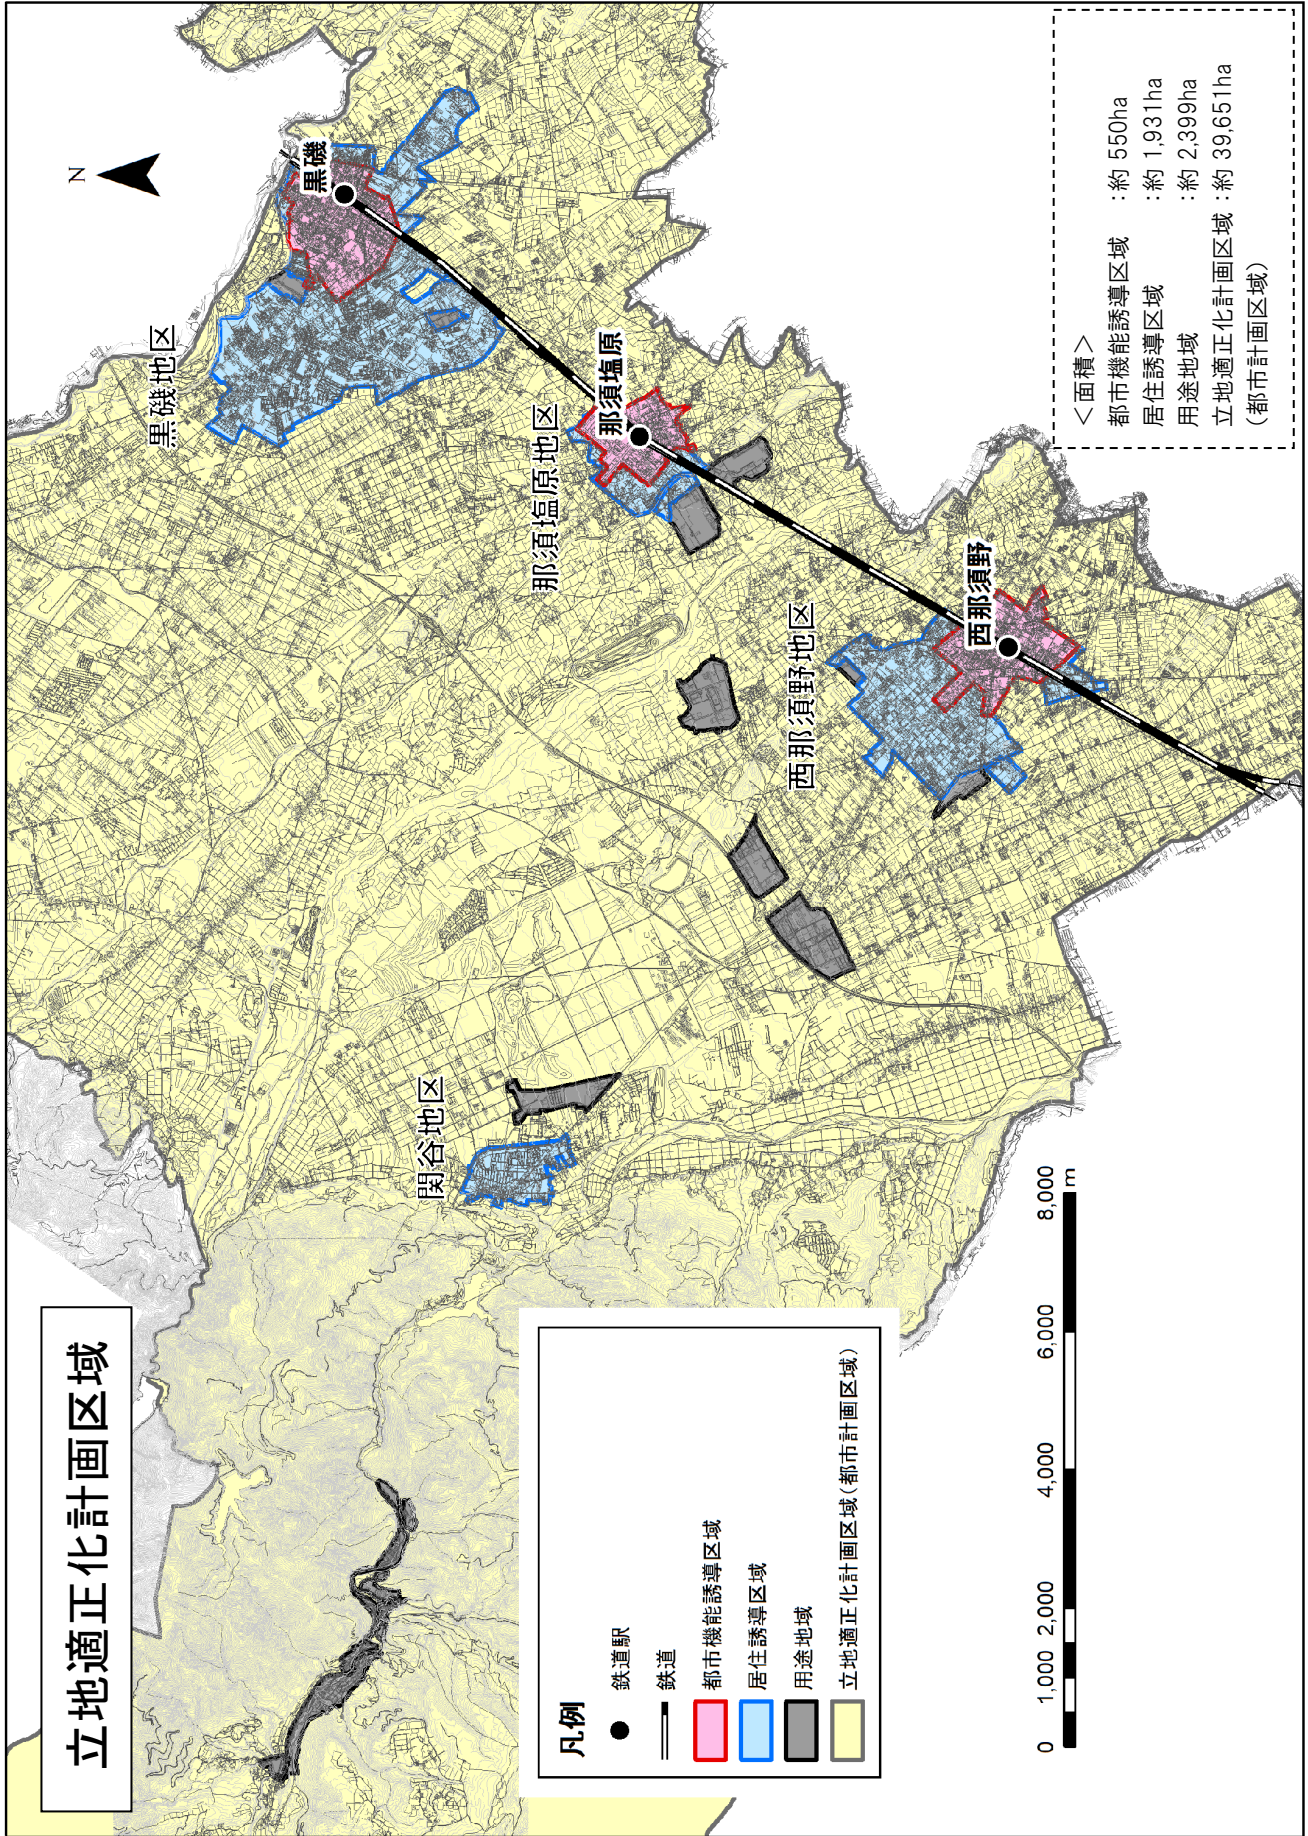 立地適正化計画区域
N
黒磯地区
黒磯
那須塩原地区
那須塩原
西那須野地区
西那須野
関谷地区
凡例
鉄道駅
鉄道
都市機能誘導区域
居住誘導区域
用途地域
立地適正化計画区域(都市計画区域)
0 1,000 2,000 4,000 6,000 8,000
m
＜面積＞
都市機能誘導区域 :約 550ha
居住誘導区域 :約 1,931ha
用途地域 :約 2,399ha
立地適正化計画区域 :約 39,651ha
(都市計画区域)